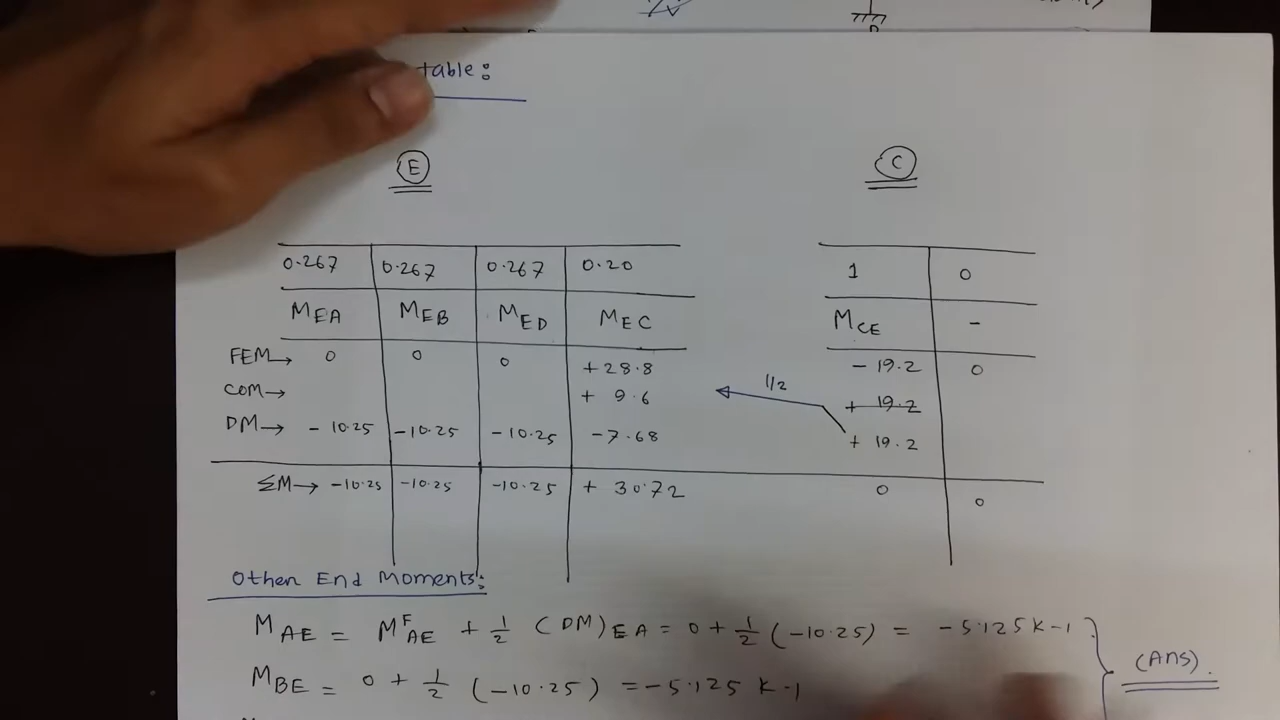 table:
E C
0.267 0.267 0.267 0.20 1 0
MEA MEB MED MEC MCE -
FEM→ 0 0 0 +28.8 -19.2 0
COM→ + 9.6 1/2 + 19.2
DM→ -10.25 -10.25 -10.25 -7.68 + 19.2
ΣM→ -10.25 -10.25 -10.25 + 30.72 0 0
Other End Moments:
MAE = M^F AE + 1/2 (DM)EA = 0 + 1/2 (-10.25) = -5.125 K-1
MBE = 0 + 1/2 (-10.25) = -5.125 K-1
(Ans).